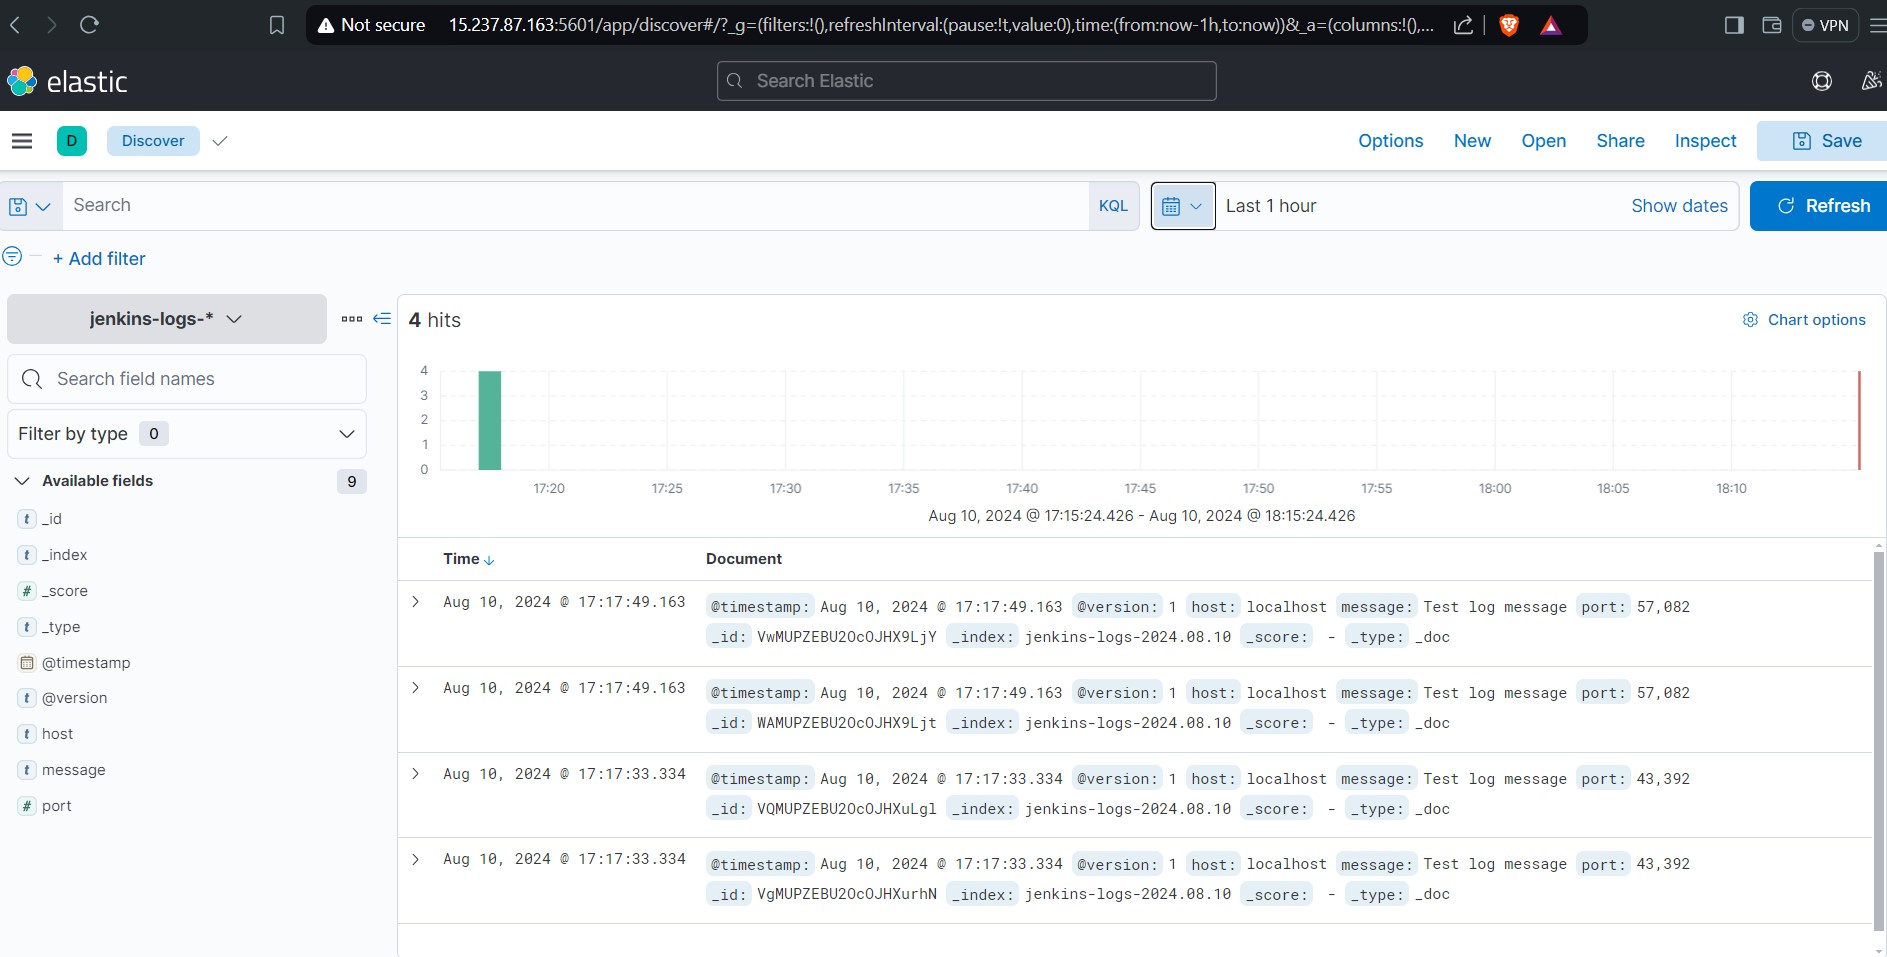 Not secure 15.237.87.163:5601/app/discover#/?_g=(filters:!(),refreshInterval:(pause:!t,value:0),time:(from:now-1h,to:now))&_a=(columns:!(),... VPN
elastic Search Elastic
D Discover Options New Open Share Inspect Save
Search KQL Last 1 hour Show dates Refresh
+ Add filter
jenkins-logs-*
Search field names
Filter by type 0
Available fields 9
t _id
t _index
# _score
t _type
@timestamp
t @version
t host
t message
# port
4 hits Chart options
4
3
2
1
0
17:20 17:25 17:30 17:35 17:40 17:45 17:50 17:55 18:00 18:05 18:10
Aug 10, 2024 @ 17:15:24.426 - Aug 10, 2024 @ 18:15:24.426
Time Document
Aug 10, 2024 @ 17:17:49.163 @timestamp: Aug 10, 2024 @ 17:17:49.163 @version: 1 host: localhost message: Test log message port: 57,082
_id: VwMUPZEBU2OcOJHX9LjY _index: jenkins-logs-2024.08.10 _score: - _type: _doc
Aug 10, 2024 @ 17:17:49.163 @timestamp: Aug 10, 2024 @ 17:17:49.163 @version: 1 host: localhost message: Test log message port: 57,082
_id: WAMUPZEBU2OcOJHX9Ljt _index: jenkins-logs-2024.08.10 _score: - _type: _doc
Aug 10, 2024 @ 17:17:33.334 @timestamp: Aug 10, 2024 @ 17:17:33.334 @version: 1 host: localhost message: Test log message port: 43,392
_id: VQMUPZEBU2OcOJHXuLgl _index: jenkins-logs-2024.08.10 _score: - _type: _doc
Aug 10, 2024 @ 17:17:33.334 @timestamp: Aug 10, 2024 @ 17:17:33.334 @version: 1 host: localhost message: Test log message port: 43,392
_id: VgMUPZEBU2OcOJHXurhN _index: jenkins-logs-2024.08.10 _score: - _type: _doc